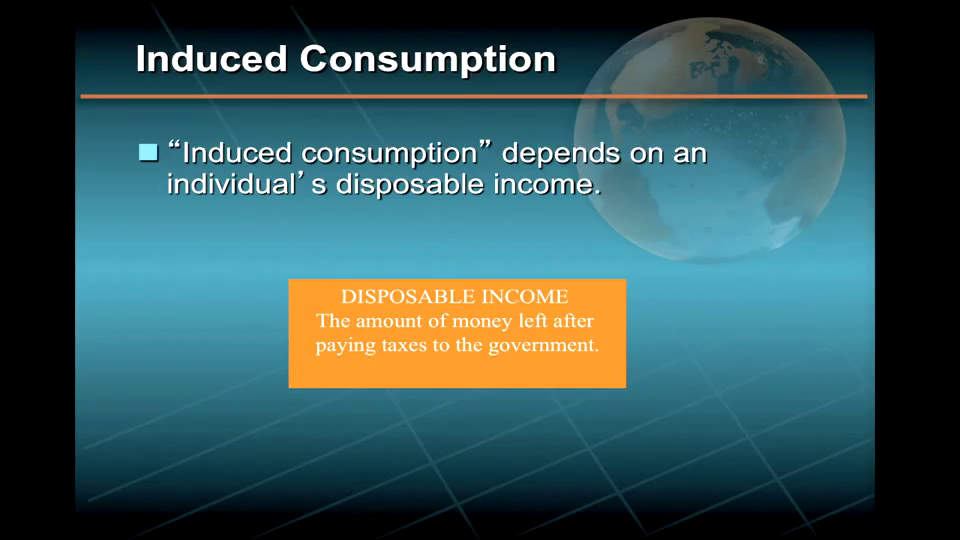 Induced Consumption
“Induced consumption” depends on an
individual’s disposable income.
DISPOSABLE INCOME
The amount of money left after
paying taxes to the government.